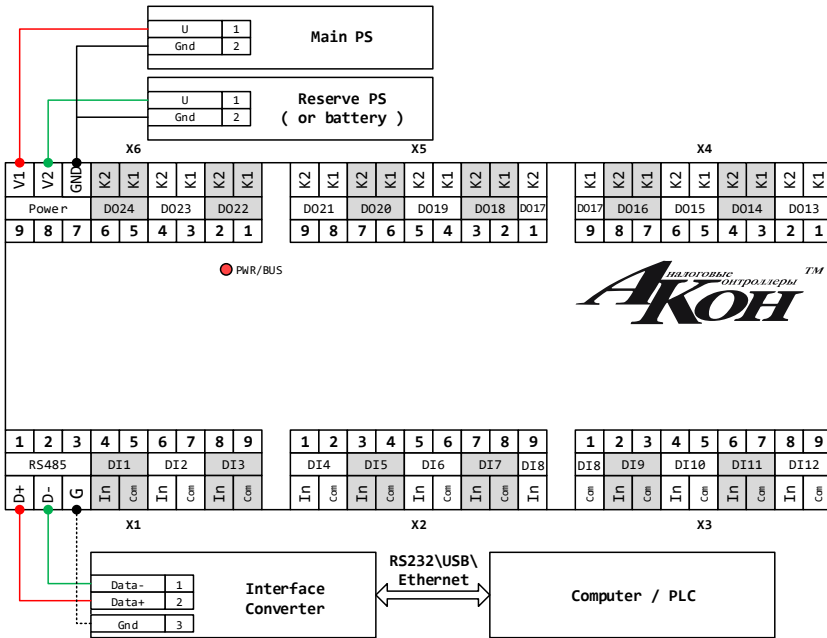 U 1
Gnd 2
Main PS
U 1
Gnd 2
Reserve PS
( or battery )
X6 X5 X4
V1 V2 GND K2 K1 K2 K1 K2 K1 K2 K1 K2 K1 K2 K1 K2 K1 K2 K1 K2 K1 K2 K1 K2 K1 K2 K1
Power DO24 DO23 DO22 DO21 DO20 DO19 DO18 DO17 DO17 DO16 DO15 DO14 DO13
9 8 7 6 5 4 3 2 1 9 8 7 6 5 4 3 2 1 9 8 7 6 5 4 3 2 1
PWR/BUS
Аналоговые Контроллеры ™
АКОН
1 2 3 4 5 6 7 8 9 1 2 3 4 5 6 7 8 9 1 2 3 4 5 6 7 8 9
RS485 DI1 DI2 DI3 DI4 DI5 DI6 DI7 DI8 DI8 DI9 DI10 DI11 DI12
D+ D- G In Com In Com In Com In Com In Com In Com In Com In Com In Com In Com In Com In Com
X1 X2 X3
Data- 1
Data+ 2
Gnd 3
Interface
Converter
RS232\USB\
Ethernet
Computer / PLC